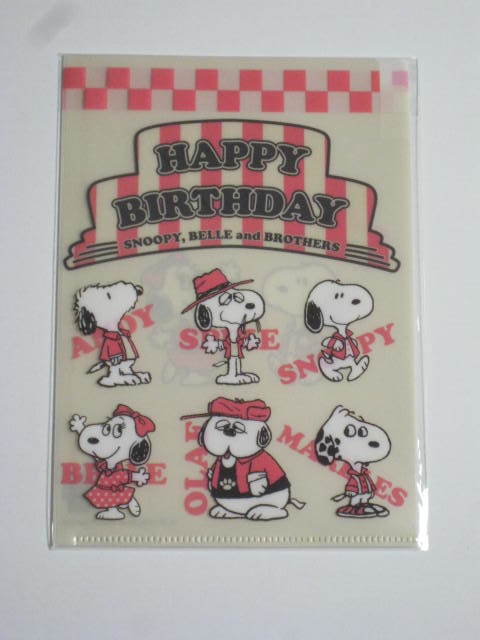 HAPPY
BIRTHDAY
SNOOPY, BELLE and BROTHERS
ANDY
SPIKE
SNOOPY
BELLE
OLAF
MARBLES